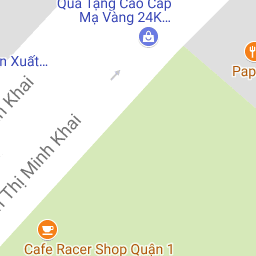 Quà Tặng Cao Cấp
Mạ Vàng 24K...
n Xuất...
Pap
Khai
Thị Minh Khai
Cafe Racer Shop Quận 1